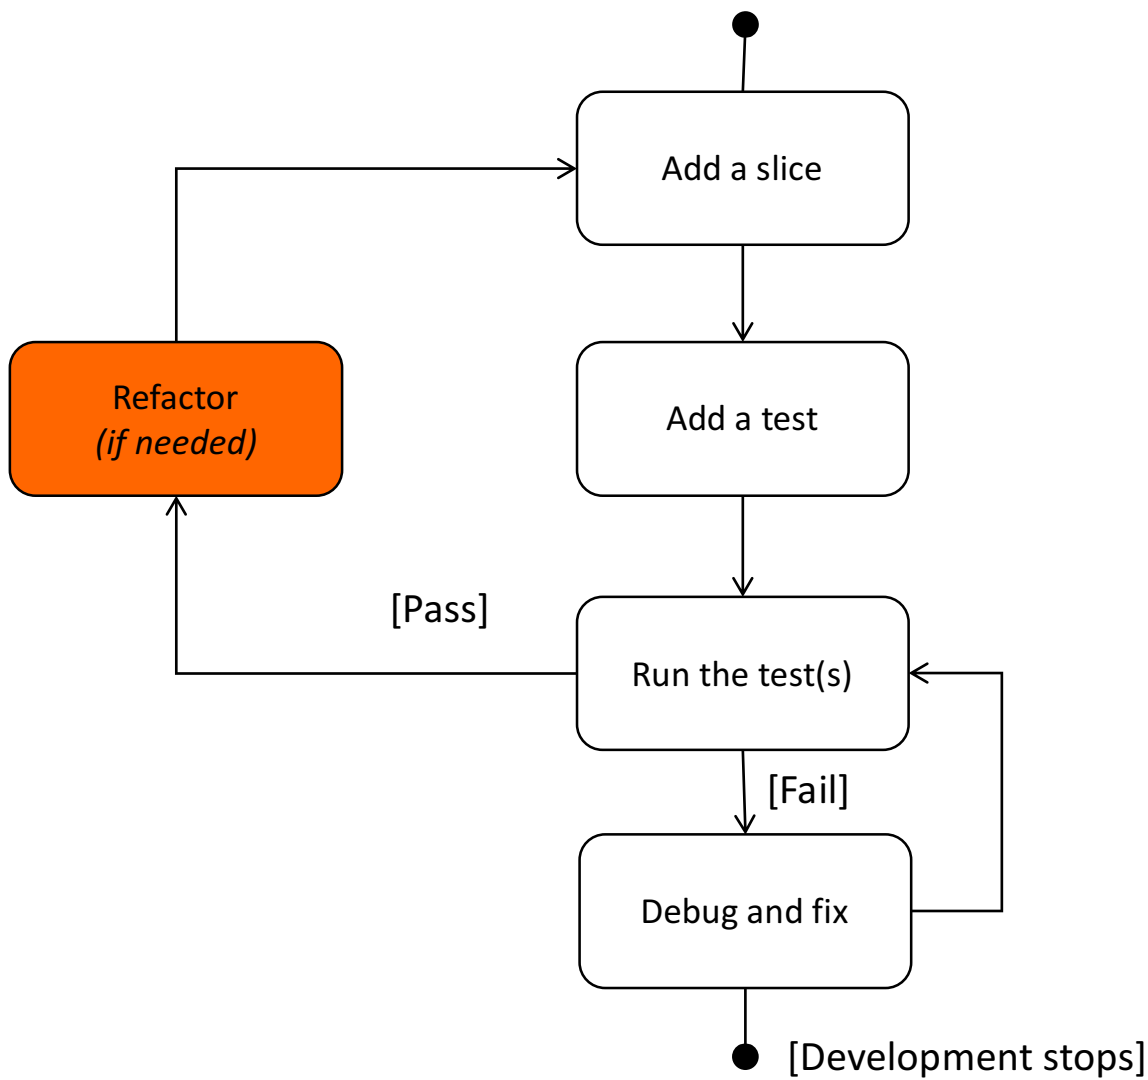 Add a slice
Refactor
(if needed)
Add a test
[Pass]
Run the test(s)
[Fail]
Debug and fix
[Development stops]